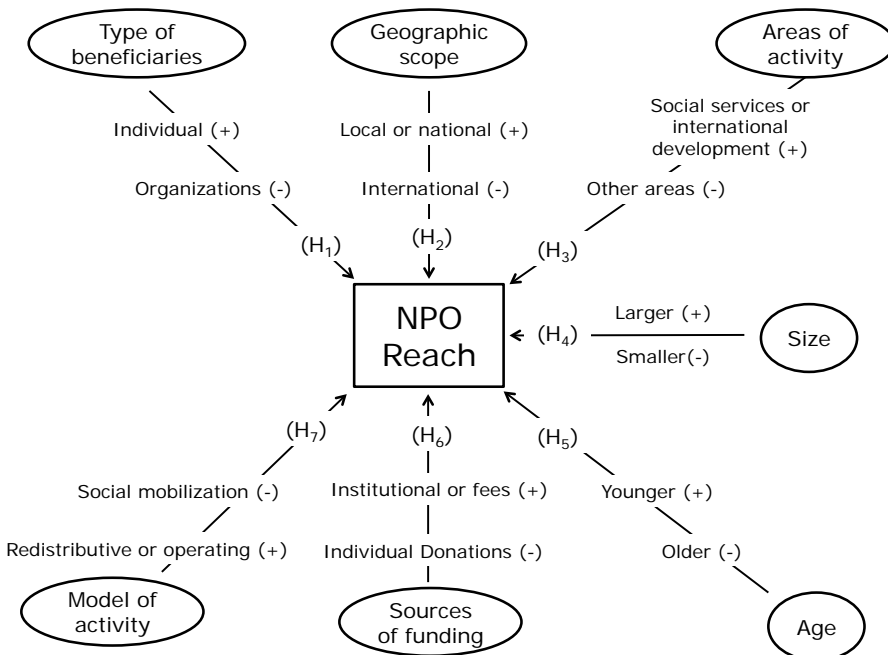 Type of
beneficiaries
Geographic
scope
Areas of
activity
Individual (+)
Organizations (-)
(H₁)
Local or national (+)
International (-)
(H₂)
Social services or
international
development (+)
Other areas (-)
(H₃)
NPO
Reach
(H₄)
Larger (+)
Smaller(-)
Size
(H₇)
Social mobilization (-)
Redistributive or operating (+)
Model of
activity
(H₆)
Institutional or fees (+)
Individual Donations (-)
Sources
of funding
(H₅)
Younger (+)
Older (-)
Age